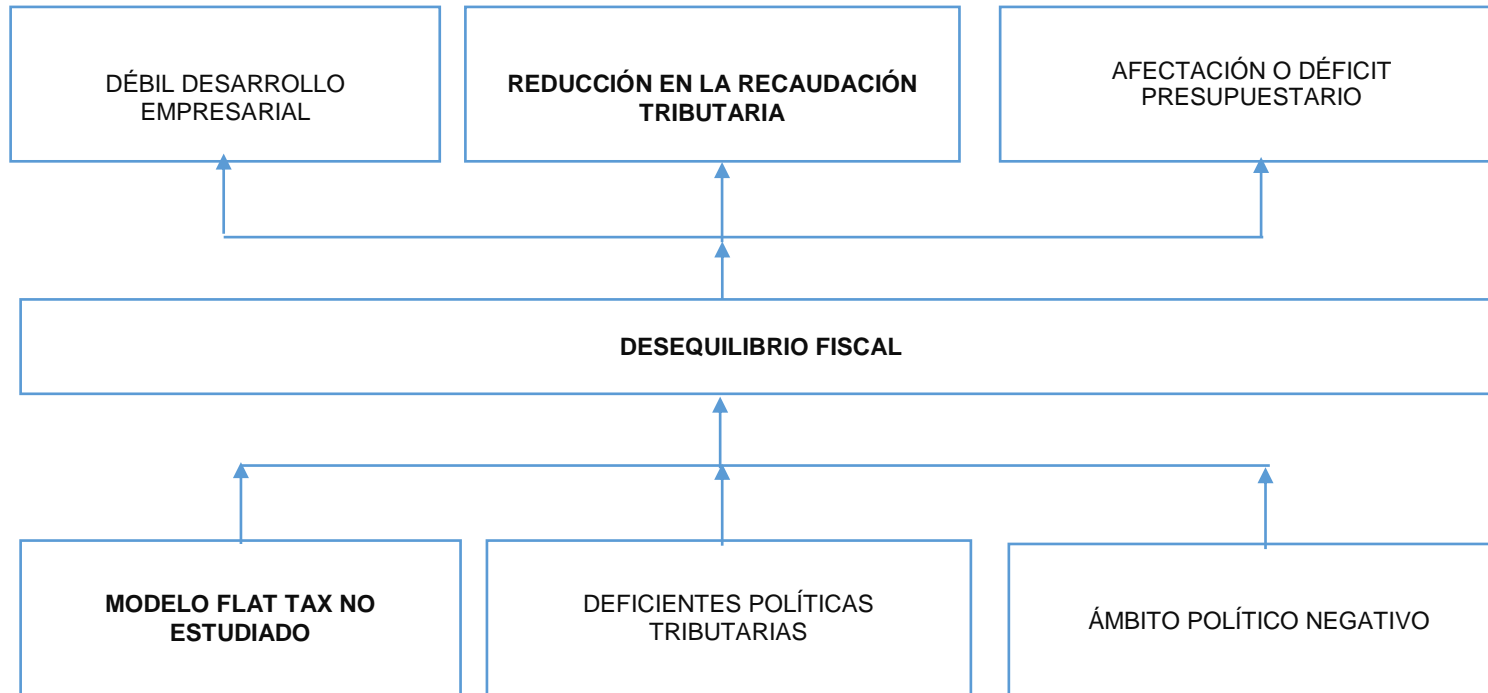 DÉBIL DESARROLLO
EMPRESARIAL
REDUCCIÓN EN LA RECAUDACIÓN
TRIBUTARIA
AFECTACIÓN O DÉFICIT
PRESUPUESTARIO
DESEQUILIBRIO FISCAL
MODELO FLAT TAX NO
ESTUDIADO
DEFICIENTES POLÍTICAS
TRIBUTARIAS
ÁMBITO POLÍTICO NEGATIVO